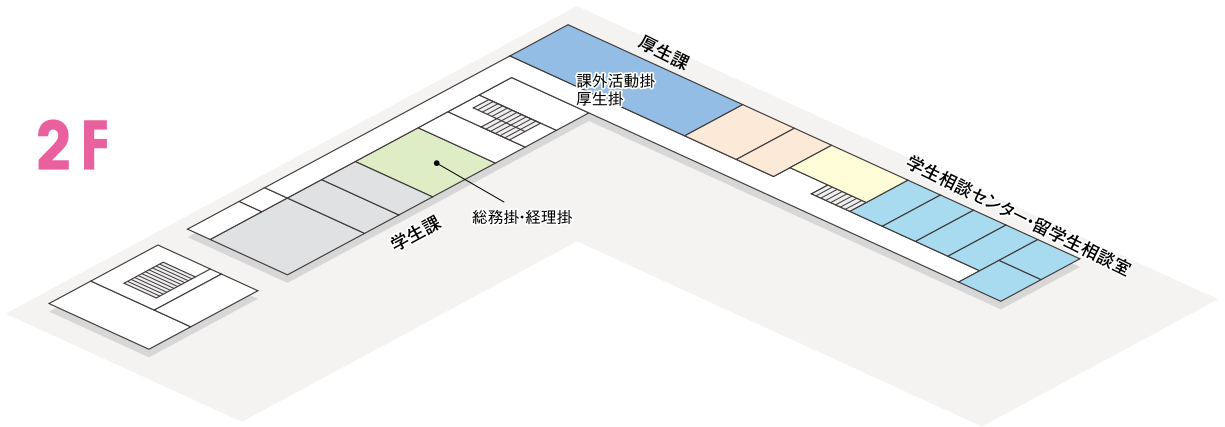 2F
厚生課
課外活動掛
厚生掛
学生相談センター・留学生相談室
総務掛・経理掛
学生課